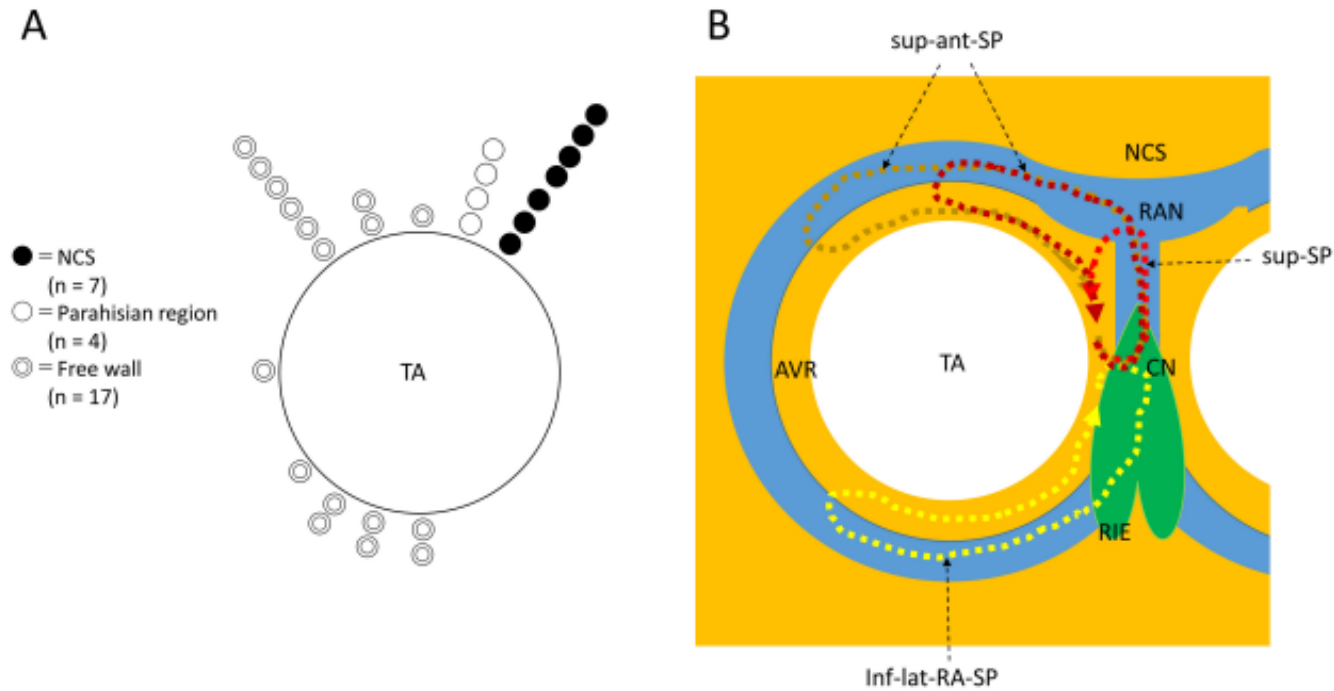 A
B
sup-ant-SP
NCS
RAN
sup-SP
● = NCS
(n = 7)
○ = Parahisian region
(n = 4)
◎ = Free wall
(n = 17)
TA
AVR
TA
CN
RIE
Inf-lat-RA-SP